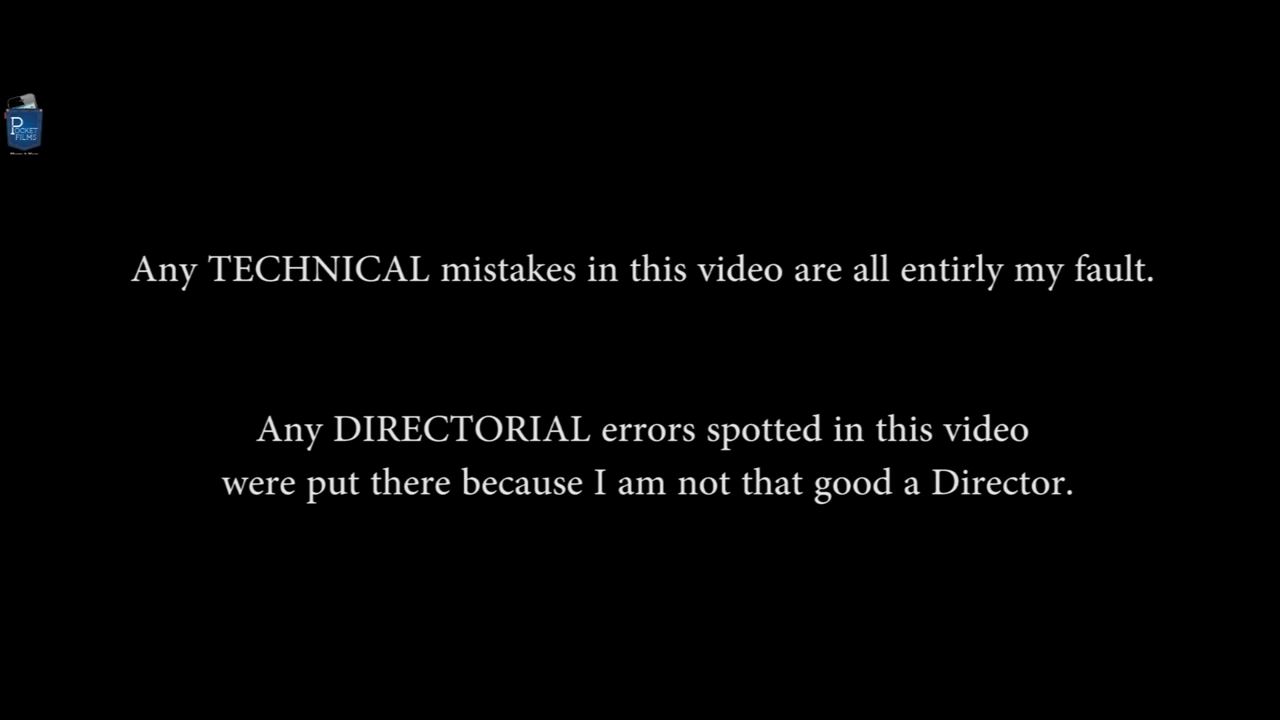 POCKET
FILMS
Any TECHNICAL mistakes in this video are all entirly my fault.
Any DIRECTORIAL errors spotted in this video
were put there because I am not that good a Director.